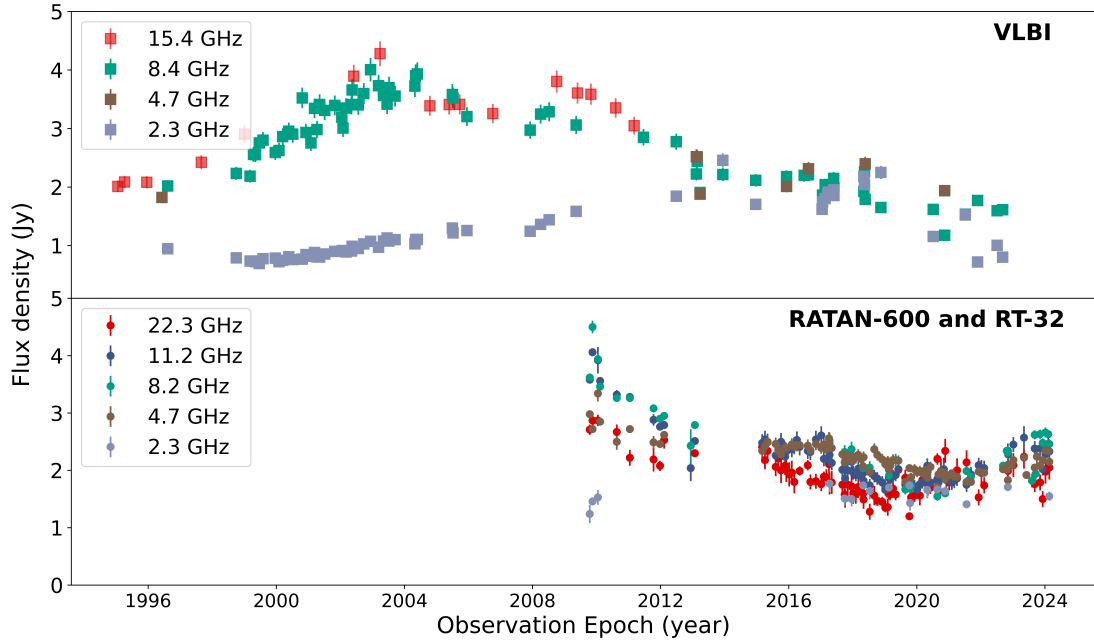 5
4
3
2
1
15.4 GHz
8.4 GHz
4.7 GHz
2.3 GHz
VLBI
Flux density (Jy)
5
4
3
2
1
0
22.3 GHz
11.2 GHz
8.2 GHz
4.7 GHz
2.3 GHz
RATAN-600 and RT-32
1996 2000 2004 2008 2012 2016 2020 2024
Observation Epoch (year)